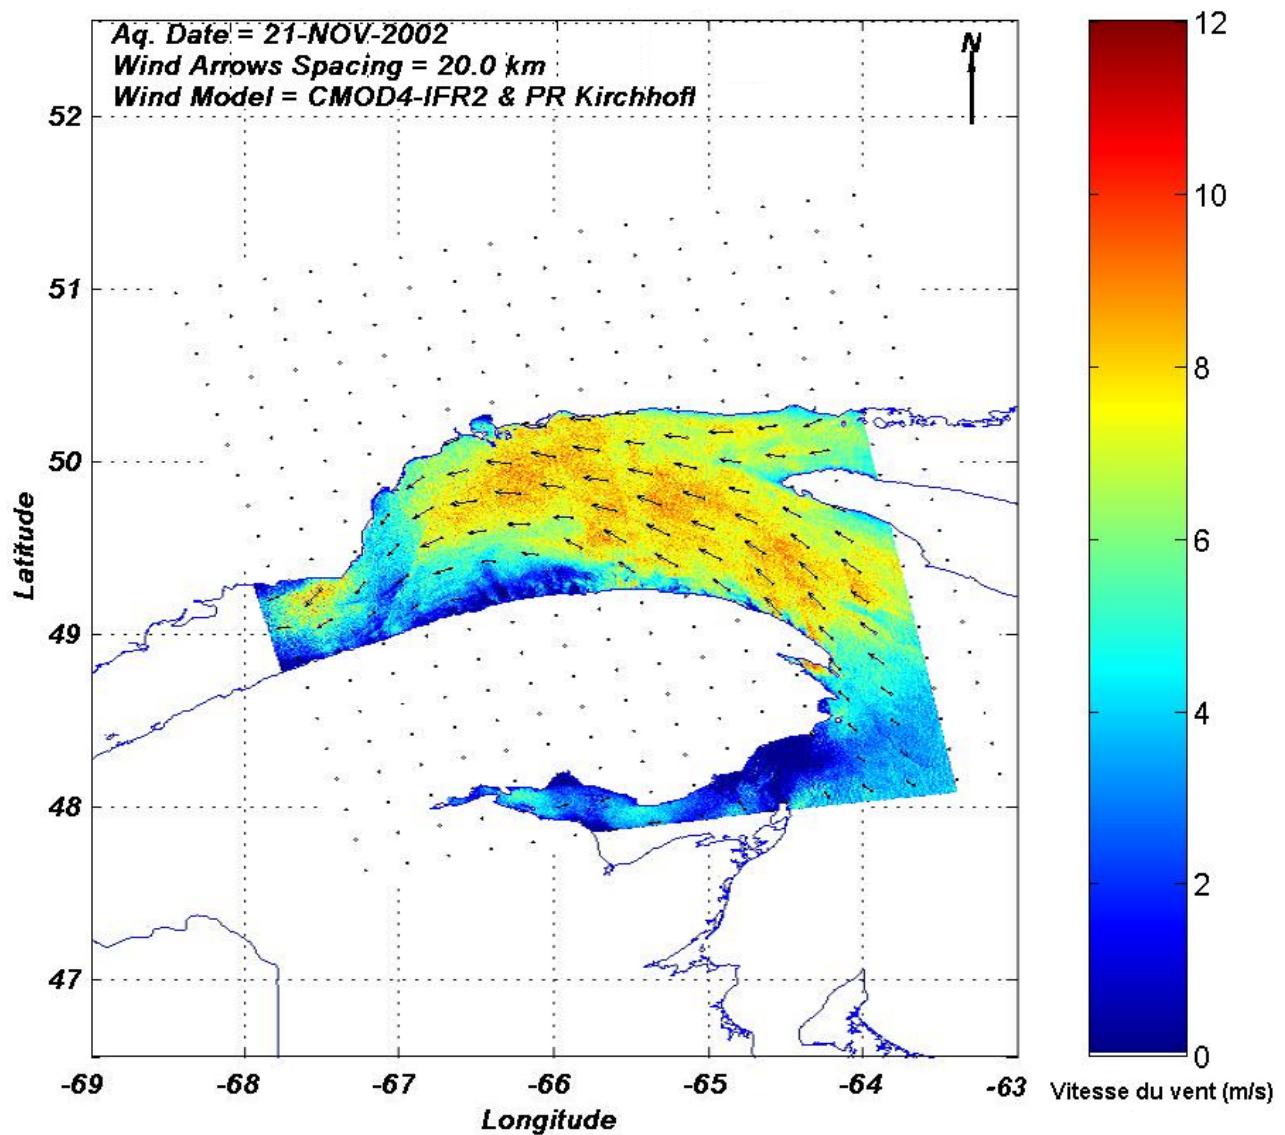 Aq. Date = 21-NOV-2002
Wind Arrows Spacing = 20.0 km
Wind Model = CMOD4-IFR2 & PR Kirchhoff
N
52
51
50
49
48
47
Latitude
-69
-68
-67
-66
-65
-64
-63
Longitude
12
10
8
6
4
2
0
Vitesse du vent (m/s)